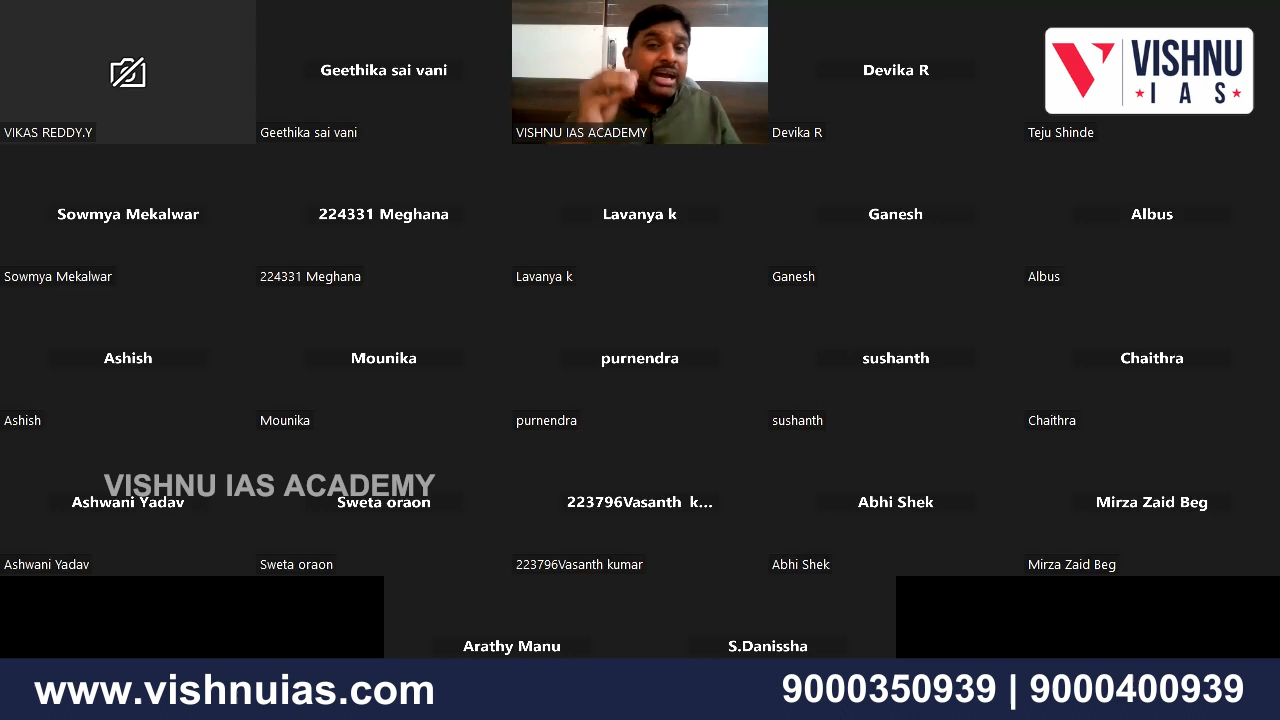 Geethika sai vani
Devika R
VISHNU
IAS
VIKAS REDDY.Y
Geethika sai vani
VISHNU IAS ACADEMY
Devika R
Teju Shinde
Sowmya Mekalwar
224331 Meghana
Lavanya k
Ganesh
Albus
Sowmya Mekalwar
224331 Meghana
Lavanya k
Ganesh
Albus
Ashish
Mounika
purnendra
sushanth
Chaithra
Ashish
Mounika
purnendra
sushanth
Chaithra
VISHNU IAS ACADEMY
Ashwani Yadav
Sweta oraon
223796Vasanth k...
Abhi Shek
Mirza Zaid Beg
Ashwani Yadav
Sweta oraon
223796Vasanth kumar
Abhi Shek
Mirza Zaid Beg
Arathy Manu
S.Danissha
www.vishnuias.com
9000350939 | 9000400939